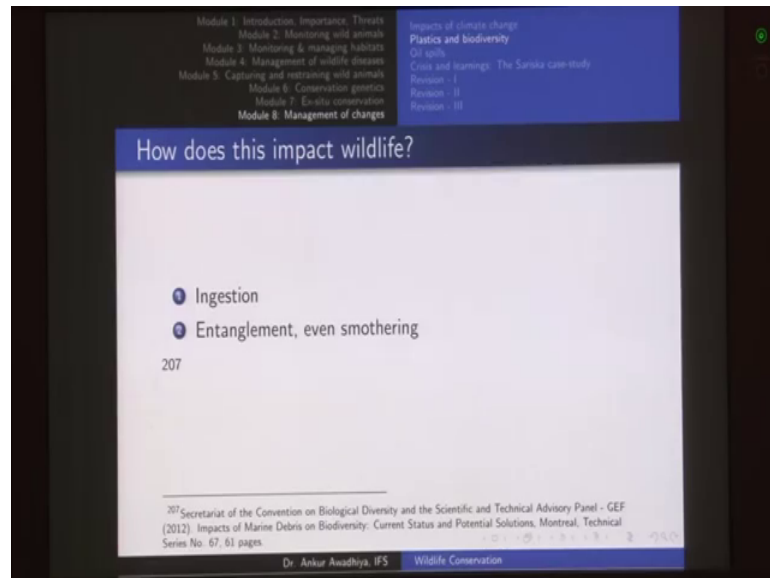 Module 1: Introduction, Importance, Threats
Module 2: Monitoring wild animals
Module 3: Monitoring & managing habitats
Module 4: Management of wildlife diseases
Module 5: Capturing and restraining wild animals
Module 6: Conservation genetics
Module 7: Ex-situ conservation
Module 8: Management of changes
Impacts of climate change
Plastics and biodiversity
Oil spills
Crisis and learnings: The Sariska case-study
Revision - I
Revision - II
Revision - III
How does this impact wildlife?
1 Ingestion
2 Entanglement, even smothering
207
207 Secretariat of the Convention on Biological Diversity and the Scientific and Technical Advisory Panel - GEF
(2012). Impacts of Marine Debris on Biodiversity: Current Status and Potential Solutions, Montreal, Technical
Series No. 67, 61 pages.
Dr. Ankur Awadhiya, IFS
Wildlife Conservation